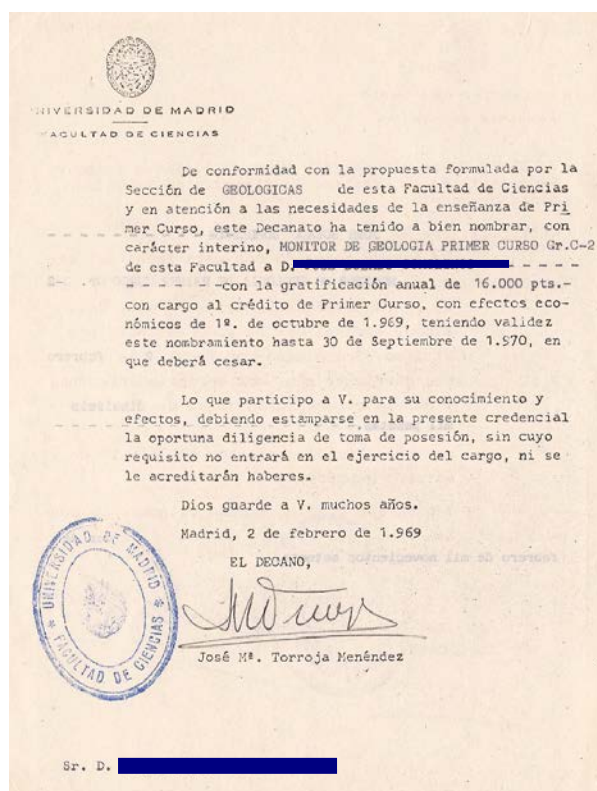 UNIVERSIDAD DE MADRID
FACULTAD DE CIENCIAS
De conformidad con la propuesta formulada por la
Sección de GEOLOGICAS de esta Facultad de Ciencias
y en atención a las necesidades de la enseñanza de Pri
mer Curso, este Decanato ha tenido a bien nombrar, con
carácter interino, MONITOR DE GEOLOGIA PRIMER CURSO Gr.C-2
de esta Facultad a D. - - - - -
- - - - - -con la gratificación anual de 16.000 pts.-
con cargo al crédito de Primer Curso, con efectos eco-
nómicos de 1º. de octubre de 1.969, teniendo validez
este nombramiento hasta 30 de Septiembre de 1.970, en
que deberá cesar.
Lo que participo a V. para su conocimiento y
efectos, debiendo estamparse en la presente credencial
la oportuna diligencia de toma de posesión, sin cuyo
requisito no entrará en el ejercicio del cargo, ni se
le acreditarán haberes.
Dios guarde a V. muchos años.
Madrid, 2 de febrero de 1.969
EL DECANO,
* UNIVERSIDAD DE MADRID *
FACULTAD DE CIENCIAS
José Mª. Torroja Menéndez
Sr. D.